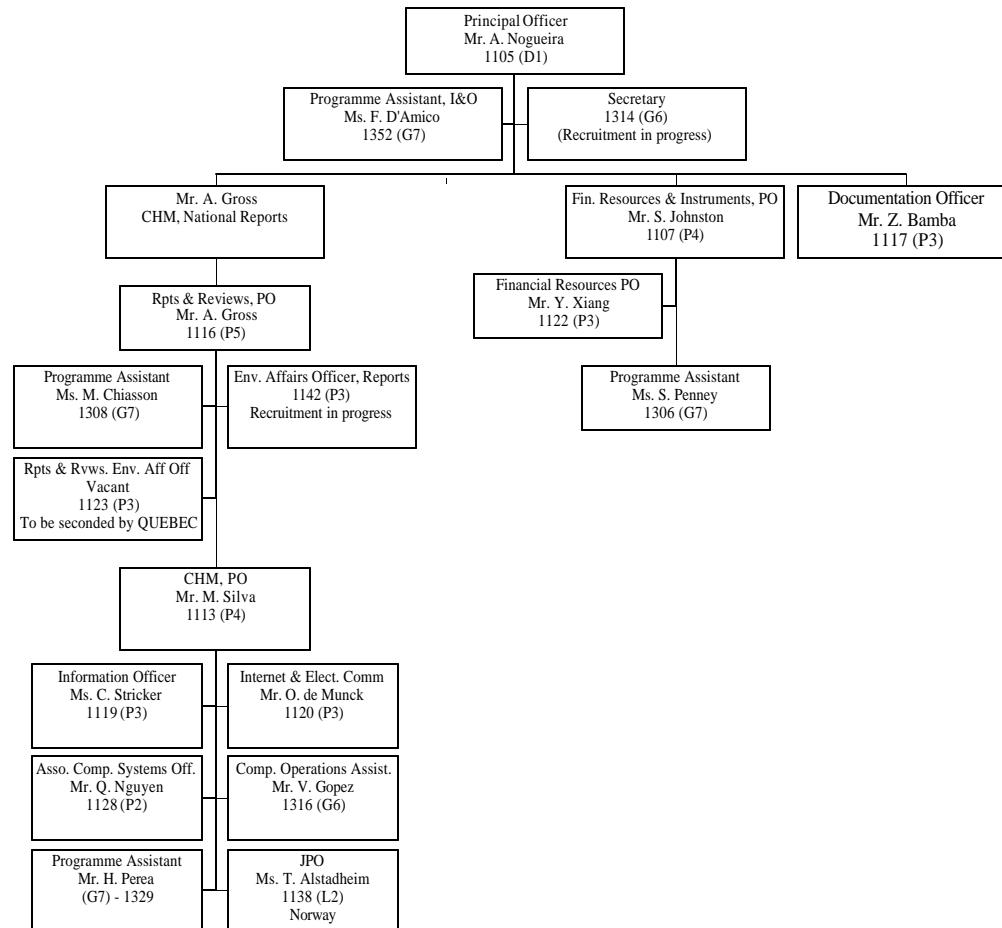 Principal Officer
Mr. A. Nogueira
1105 (D1)
Programme Assistant, I&O
Ms. F. D'Amico
1352 (G7)
Secretary
1314 (G6)
(Recruitment in progress)
Mr. A. Gross
CHM, National Reports
Fin. Resources & Instruments, PO
Mr. S. Johnston
1107 (P4)
Documentation Officer
Mr. Z. Bamba
1117 (P3)
Financial Resources PO
Mr. Y. Xiang
1122 (P3)
Rpts & Reviews, PO
Mr. A. Gross
1116 (P5)
Programme Assistant
Ms. M. Chiasson
1308 (G7)
Env. Affairs Officer, Reports
1142 (P3)
Recruitment in progress
Programme Assistant
Ms. S. Penney
1306 (G7)
Rpts & Rvws. Env. Aff Off
Vacant
1123 (P3)
To be seconded by QUEBEC
CHM, PO
Mr. M. Silva
1113 (P4)
Information Officer
Ms. C. Stricker
1119 (P3)
Internet & Elect. Comm
Mr. O. de Munck
1120 (P3)
Asso. Comp. Systems Off.
Mr. Q. Nguyen
1128 (P2)
Comp. Operations Assist.
Mr. V. Gopez
1316 (G6)
Programme Assistant
Mr. H. Perea
(G7) - 1329
JPO
Ms. T. Alstadheim
1138 (L2)
Norway